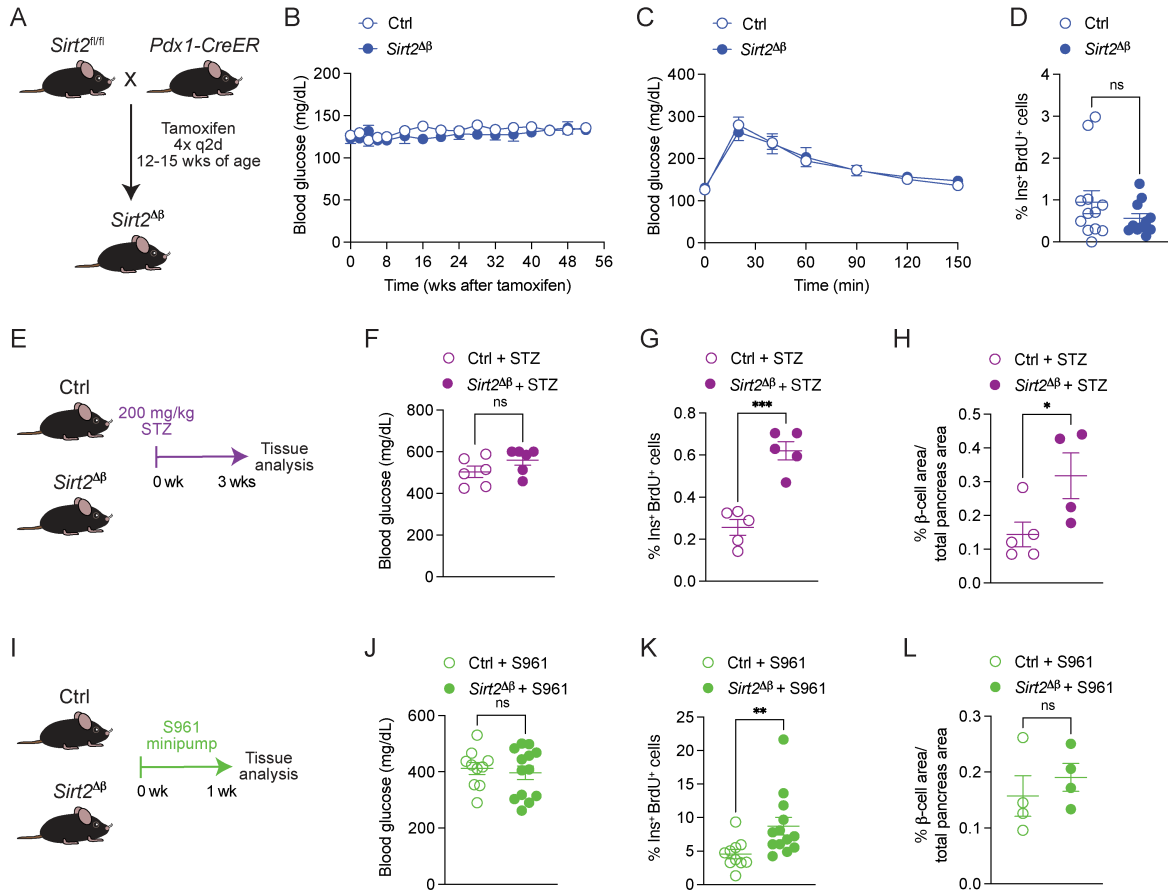 A
Sirt2fl/fl
Pdx1-CreER
X
Tamoxifen
4x q2d
12-15 wks of age
Sirt2Δβ
B
Ctrl
Sirt2Δβ
Blood glucose (mg/dL)
200
150
100
50
0
0 8 16 24 32 40 48 56
Time (wks after tamoxifen)
C
Ctrl
Sirt2Δβ
Blood glucose (mg/dL)
400
300
200
100
0
0 30 60 90 120 150
Time (min)
D
Ctrl
Sirt2Δβ
% Ins+ BrdU+ cells
4
3
2
1
0
ns
E
Ctrl
200 mg/kg
STZ
Sirt2Δβ
0 wk
3 wks
Tissue
analysis
F
Ctrl + STZ
Sirt2Δβ + STZ
Blood glucose (mg/dL)
800
600
400
200
0
ns
G
Ctrl + STZ
Sirt2Δβ + STZ
% Ins+ BrdU+ cells
0.8
0.6
0.4
0.2
0.0
***
H
Ctrl + STZ
Sirt2Δβ + STZ
% β-cell area/
total pancreas area
0.5
0.4
0.3
0.2
0.1
0.0
*
I
Ctrl
S961
minipump
Sirt2Δβ
0 wk
1 wk
Tissue
analysis
J
Ctrl + S961
Sirt2Δβ + S961
Blood glucose (mg/dL)
600
400
200
0
ns
K
Ctrl + S961
Sirt2Δβ + S961
% Ins+ BrdU+ cells
25
20
15
10
5
0
**
L
Ctrl + S961
Sirt2Δβ + S961
% β-cell area/
total pancreas area
0.3
0.2
0.1
0.0
ns